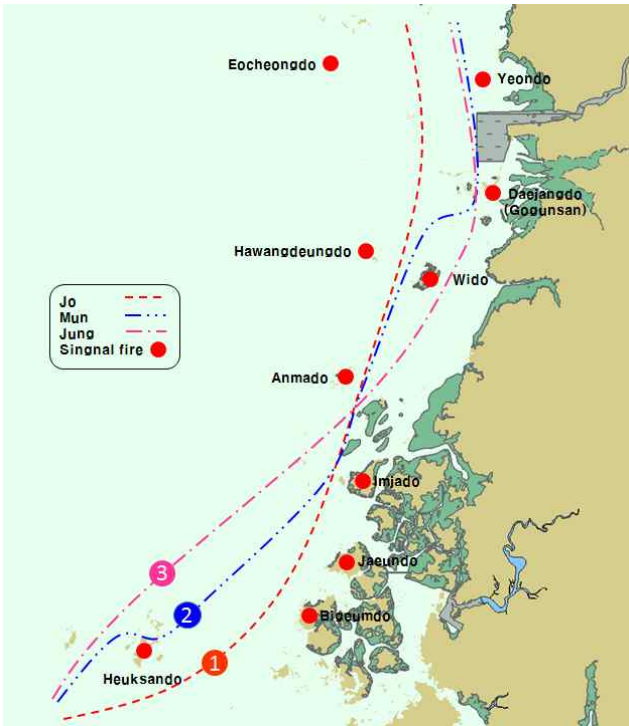 Eocheongdo
Yeondo
Daejangdo
(Gogunsan)
Hawangdeungdo
Wido
Jo
Mun
Jung
Singnal fire
Anmado
Imjado
Jaeundo
3
2
Bigeumdo
1
Heuksando